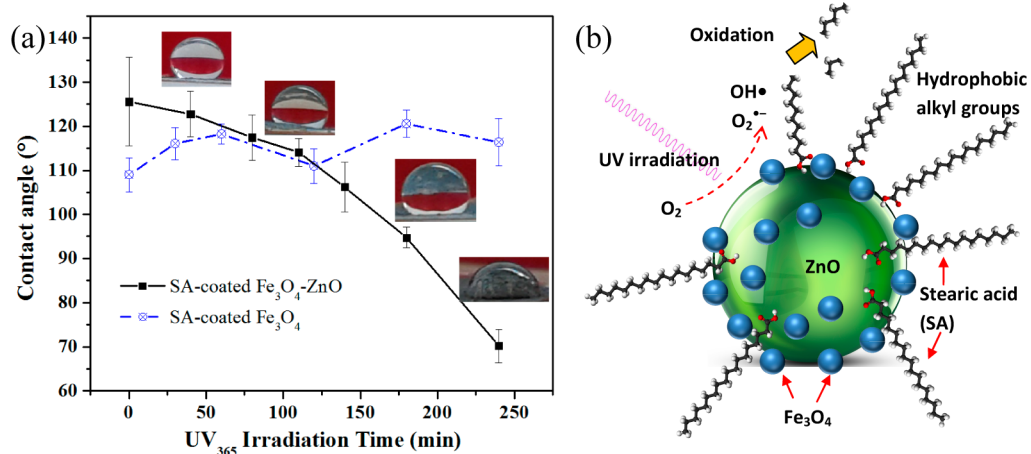 (a)
140
130
120
110
100
90
80
70
60
Contact angle (°)
SA-coated Fe₃O₄-ZnO
SA-coated Fe₃O₄
0 50 100 150 200 250
UV₃₆₅ Irradiation Time (min)
(b)
Oxidation
OH•
O₂•−
UV irradiation
O₂
Hydrophobic
alkyl groups
ZnO
Stearic acid
(SA)
Fe₃O₄